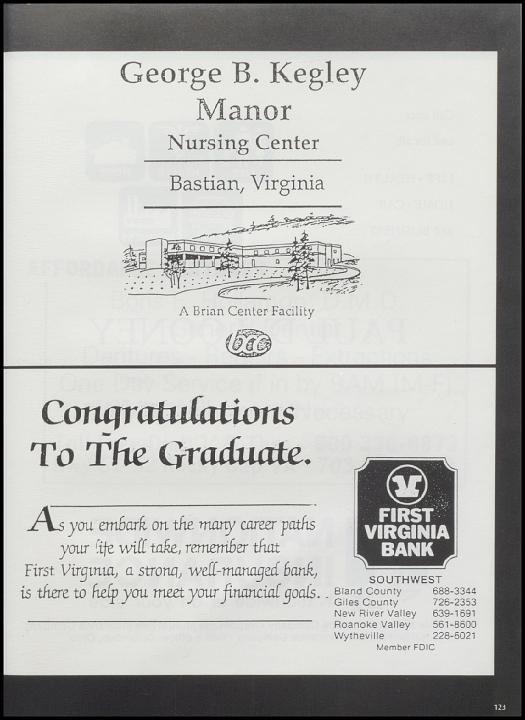 George B. Kegley
Manor
Nursing Center
Bastian, Virginia
A Brian Center Facility
bcc
Congratulations
To The Graduate.
As you embark on the many career paths
your life will take, remember that
First Virginia, a strong, well-managed bank,
is there to help you meet your financial goals.
FIRST
VIRGINIA
BANK
SOUTHWEST
Bland County 688-3344
Giles County 726-2353
New River Valley 639-1691
Roanoke Valley 561-8600
Wytheville 228-6021
Member FDIC
123